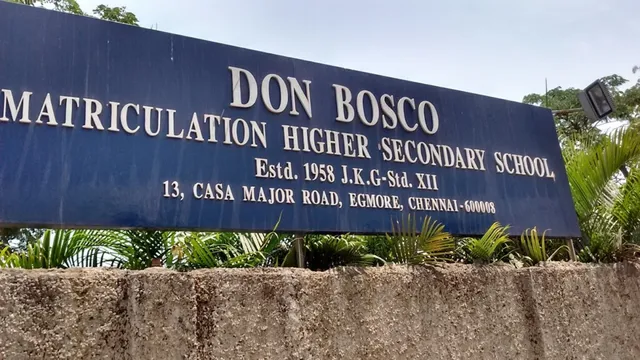 DON BOSCO
MATRICULATION HIGHER SECONDARY SCHOOL,
Estd. 1958 J.K.G-Std. XII
13, CASA MAJOR ROAD, EGMORE, CHENNAI-600008